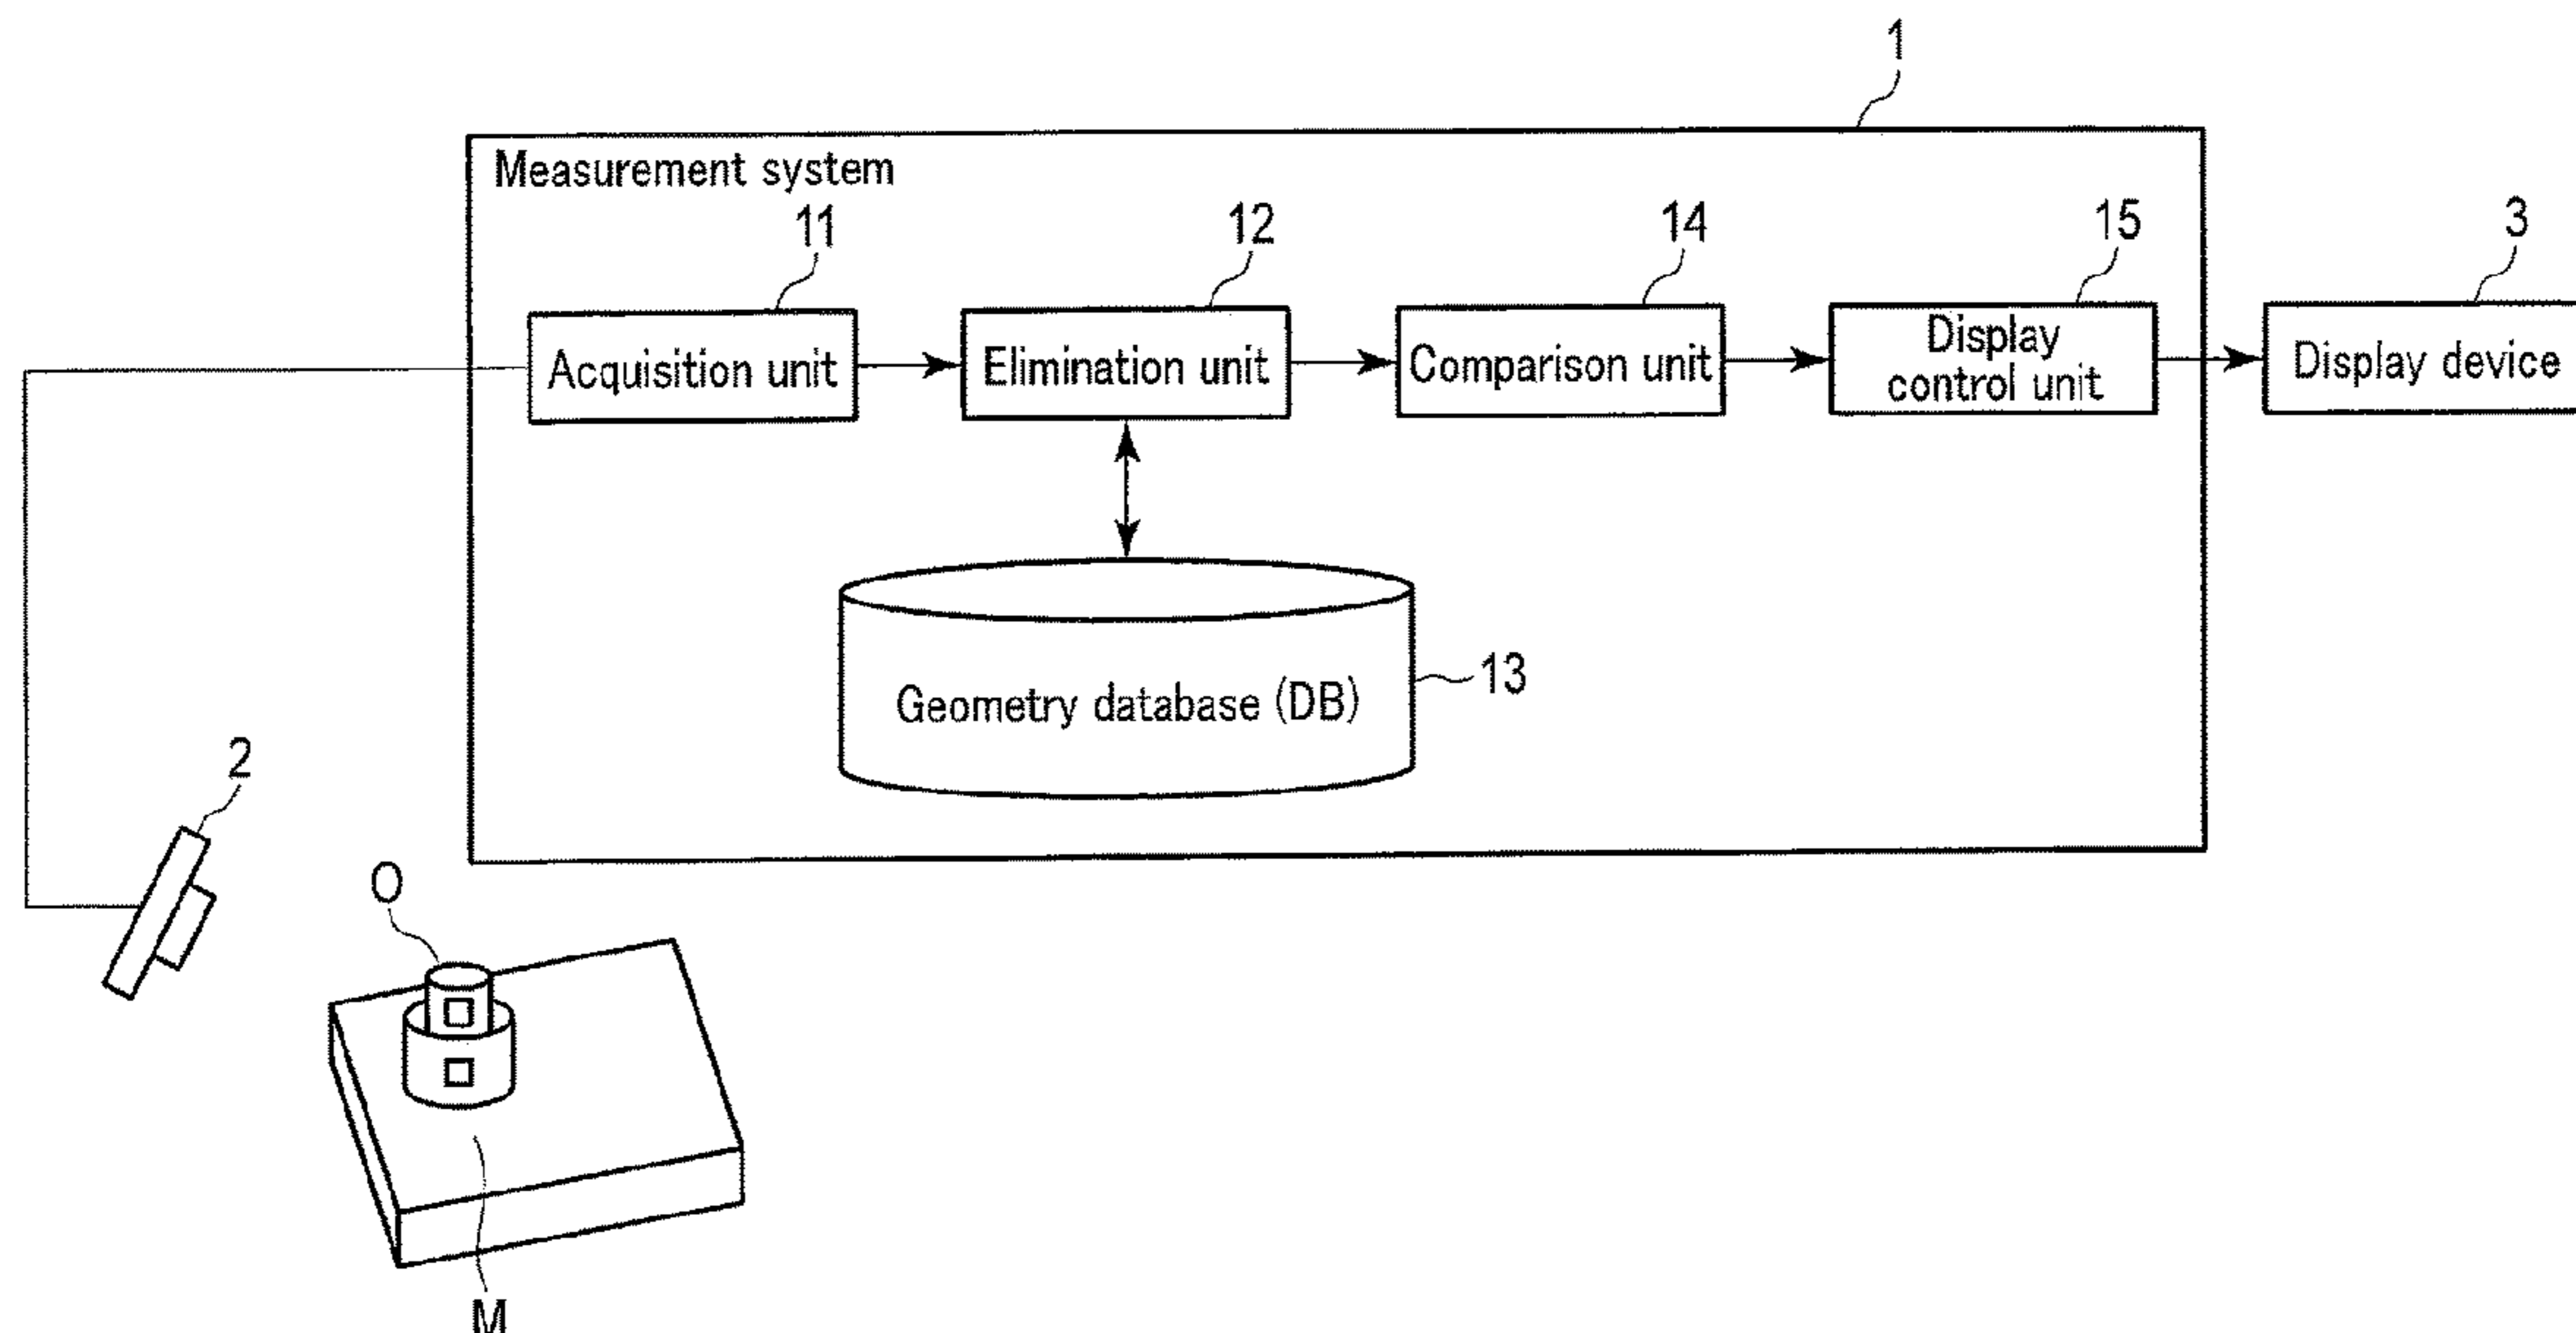 1
Measurement system
11
12
14
15
3
Acquisition unit
Elimination unit
Comparison unit
Display
control unit
Display device
Geometry database (DB)
13
2
O
M